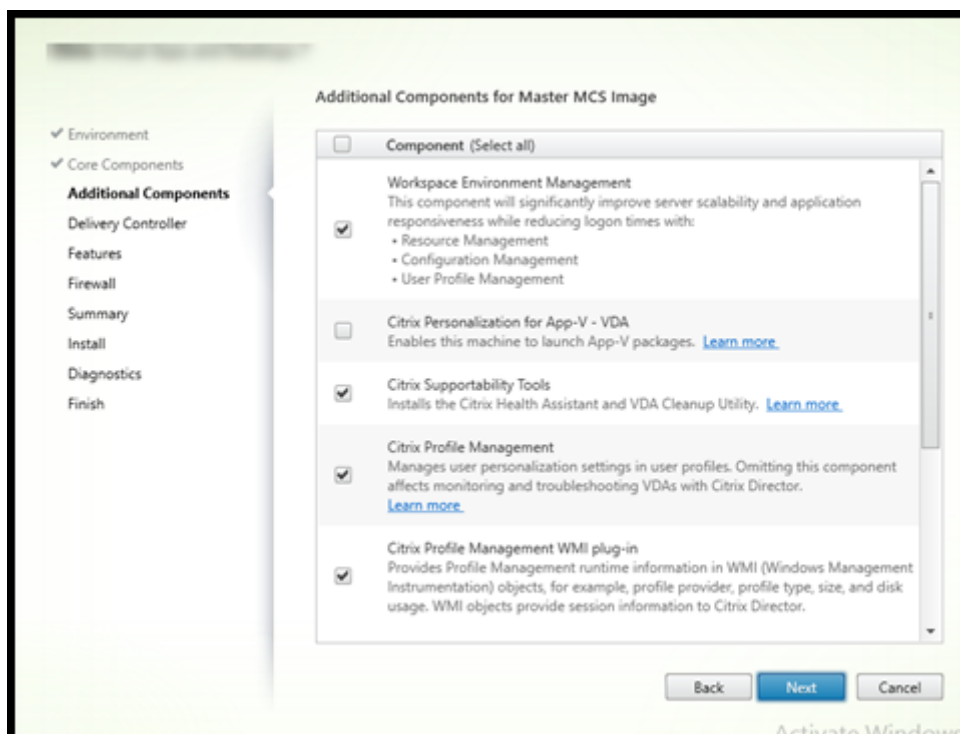 Additional Components for Master MCS Image
✔ Environment
✔ Core Components
Additional Components
Delivery Controller
Features
Firewall
Summary
Install
Diagnostics
Finish
Component (Select all)
Workspace Environment Management
This component will significantly improve server scalability and application
responsiveness while reducing logon times with:
• Resource Management
• Configuration Management
• User Profile Management
Citrix Personalization for App-V - VDA
Enables this machine to launch App-V packages. Learn more
Citrix Supportability Tools
Installs the Citrix Health Assistant and VDA Cleanup Utility. Learn more
Citrix Profile Management
Manages user personalization settings in user profiles. Omitting this component
affects monitoring and troubleshooting VDAs with Citrix Director.
Learn more
Citrix Profile Management WMI plug-in
Provides Profile Management runtime information in WMI (Windows Management
Instrumentation) objects, for example, profile provider, profile type, size, and disk
usage. WMI objects provide session information to Citrix Director.
Back Next Cancel
Activate Windows